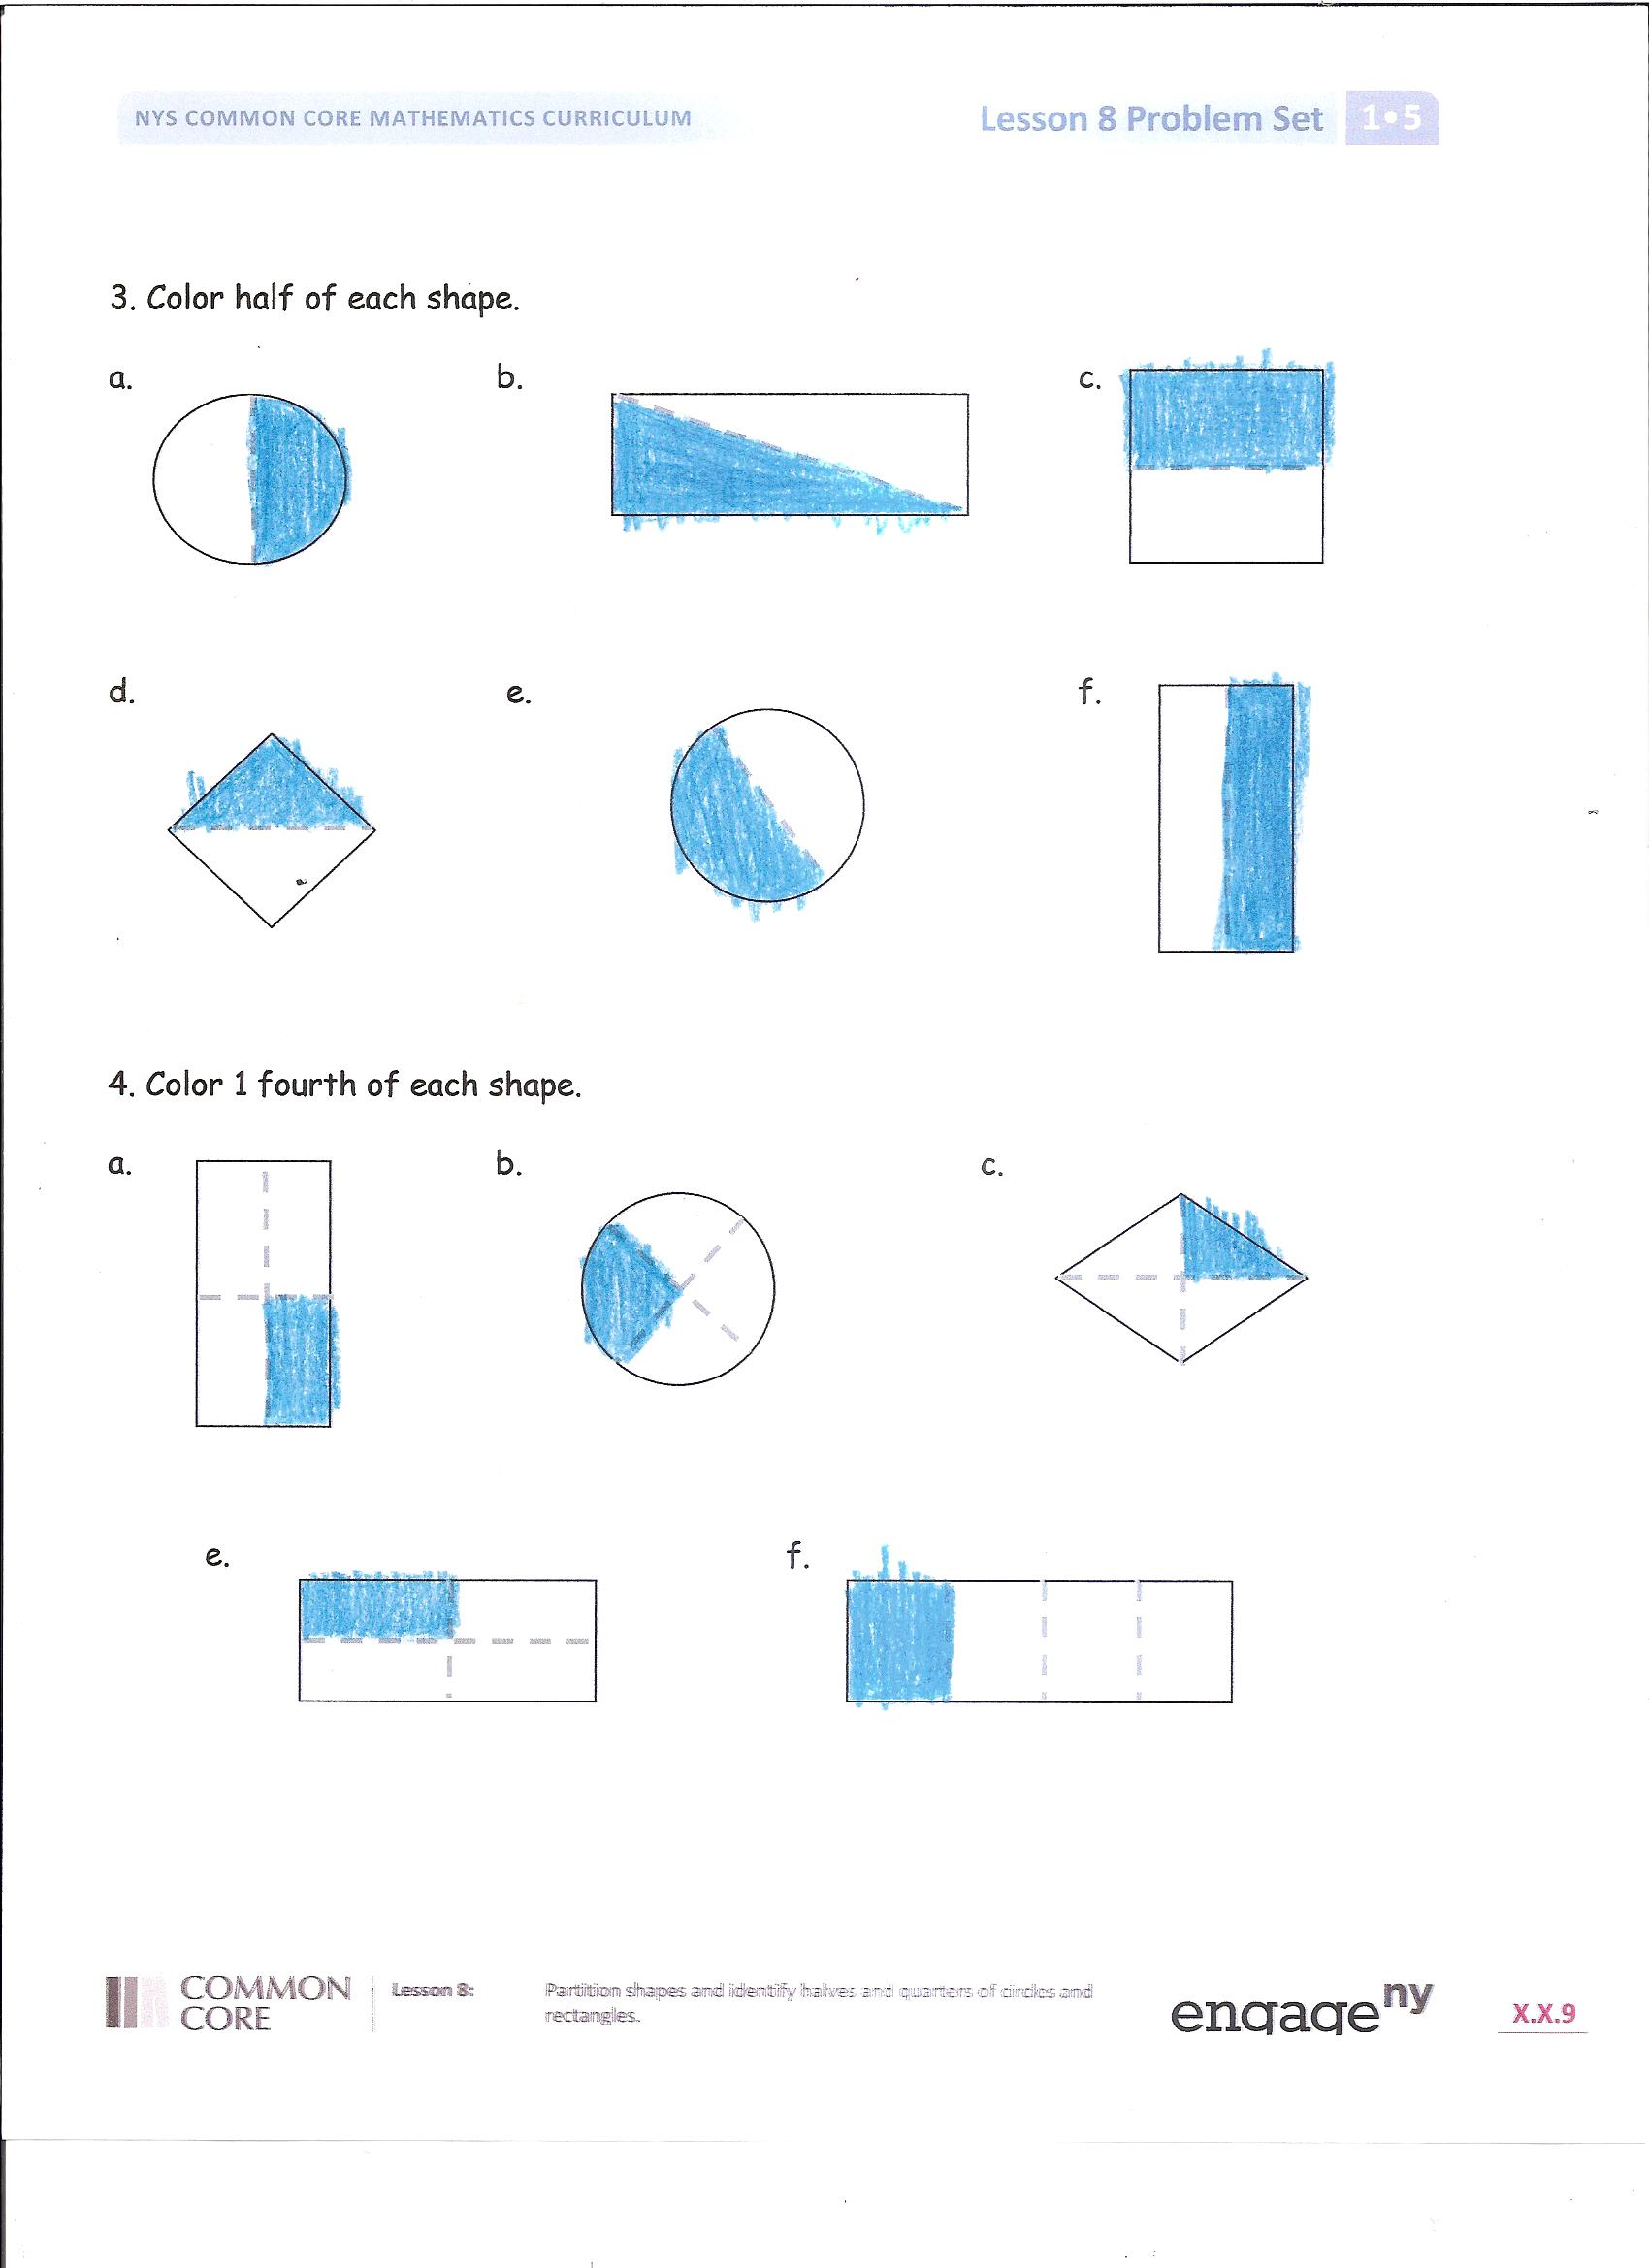 NYS COMMON CORE MATHEMATICS CURRICULUM
Lesson 8 Problem Set 1•5
3. Color half of each shape.
a. b. c.
d. e. f.
4. Color 1 fourth of each shape.
a. b. c.
e. f.
COMMON CORE
Lesson 8:
Partition shapes and identify halves and quarters of circles and
rectangles.
engage ny
X.X.9